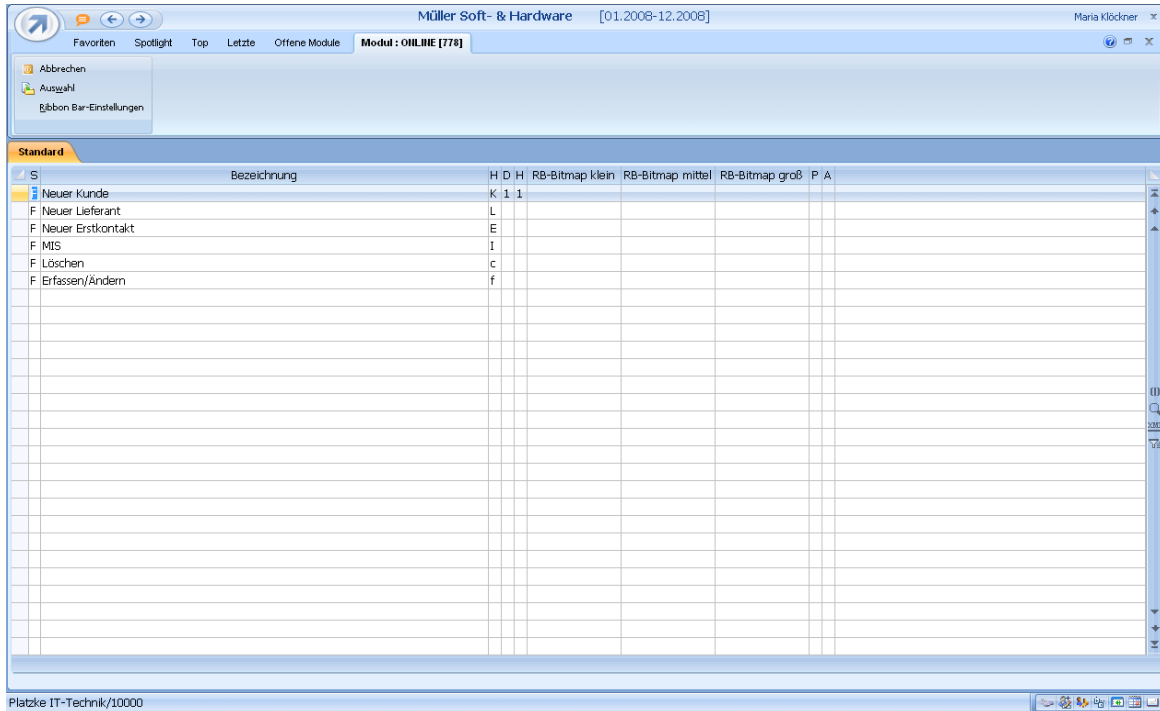 Müller Soft- & Hardware [01.2008-12.2008] Maria Klöckner x
Favoriten Spotlight Top Letzte Offene Module Modul : ONLINE [778]
Abbrechen
Auswahl
Ribbon Bar-Einstellungen
Standard
S Bezeichnung H D H RB-Bitmap klein RB-Bitmap mittel RB-Bitmap groß P A
F Neuer Kunde K 1 1
F Neuer Lieferant L
F Neuer Erstkontakt E
F MIS I
F Löschen c
F Erfassen/Ändern f
Platzke IT-Technik/10000